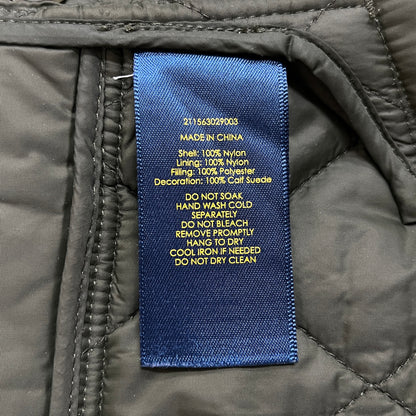 211563029003
MADE IN CHINA
Shell: 100% Nylon
Lining: 100% Nylon
Filling: 100% Polyester
Decoration: 100% Calf Suede
DO NOT SOAK
HAND WASH COLD
SEPARATELY
DO NOT BLEACH
REMOVE PROMPTLY
HANG TO DRY
COOL IRON IF NEEDED
DO NOT DRY CLEAN